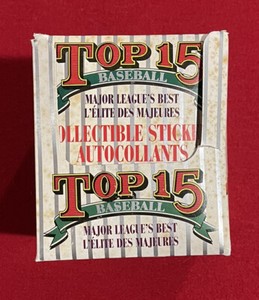 TOP 15
BASEBALL
MAJOR LEAGUE'S BEST
L'ÉLITE DES MAJEURES
OLLECTIBLE STICKE
AUTOCOLLANTS
TOP 15
BASEBALL
MAJOR LEAGUE'S BEST
L'ÉLITE DES MAJEURES